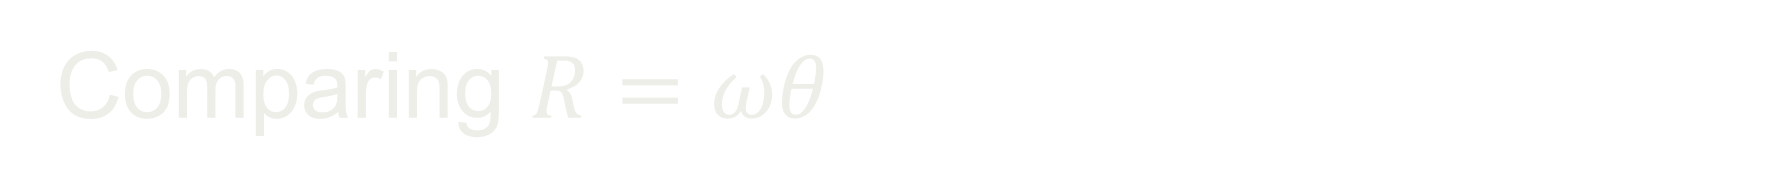 Comparing 𝑅 = 𝜔𝜃